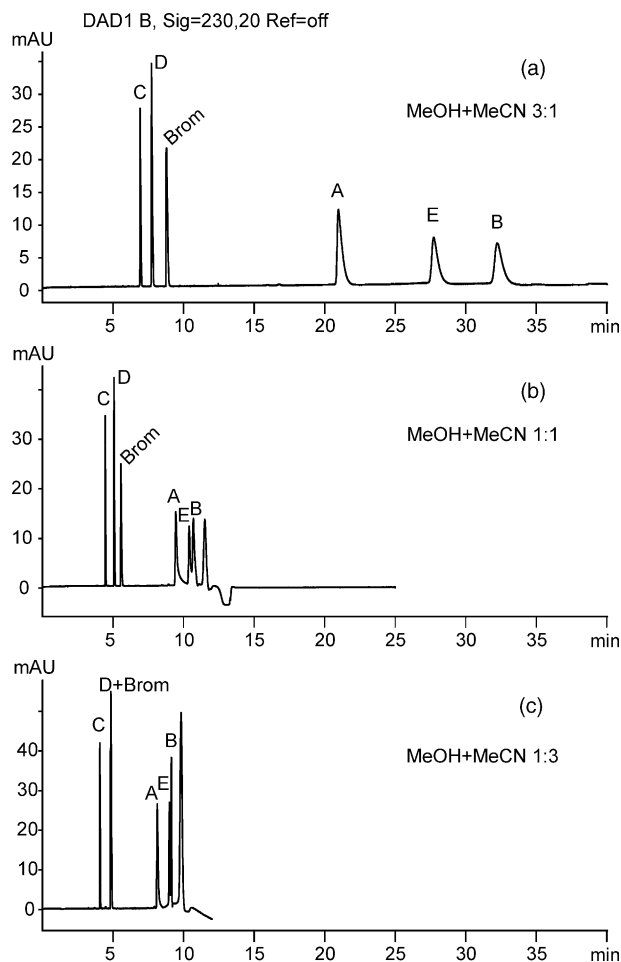 DAD1 B, Sig=230,20 Ref=off
mAU
(a)
MeOH+MeCN 3:1
C
D
Brom
A
E
B
30
25
20
15
10
5
0
5 10 15 20 25 30 35 min
mAU
(b)
MeOH+MeCN 1:1
C
D
Brom
A
E
B
30
20
10
0
5 10 15 20 25 30 35 min
mAU
(c)
MeOH+MeCN 1:3
D+Brom
C
B
E
A
40
30
20
10
0
5 10 15 20 25 30 35 min